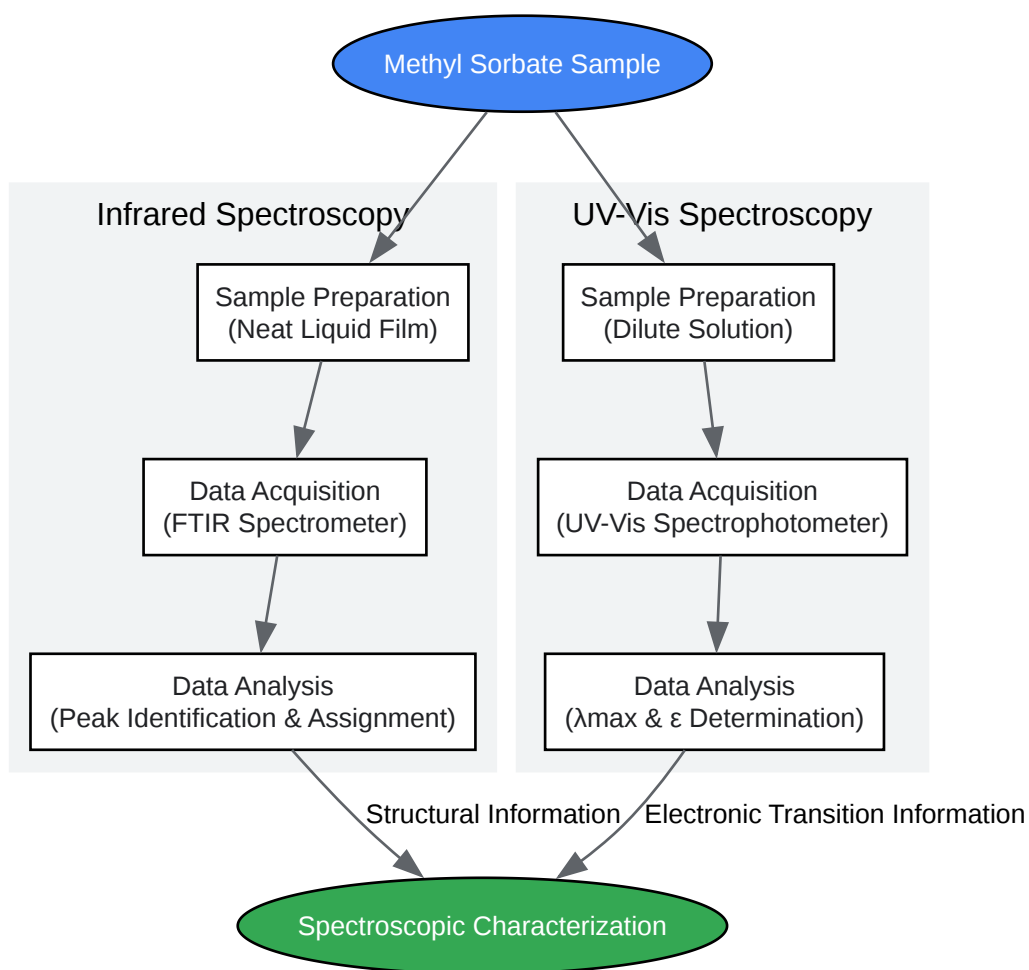 Methyl Sorbate Sample
Infrared Spectroscopy
Sample Preparation
(Neat Liquid Film)
Data Acquisition
(FTIR Spectrometer)
Data Analysis
(Peak Identification & Assignment)
UV-Vis Spectroscopy
Sample Preparation
(Dilute Solution)
Data Acquisition
(UV-Vis Spectrophotometer)
Data Analysis
(λmax & ε Determination)
Structural Information
Electronic Transition Information
Spectroscopic Characterization